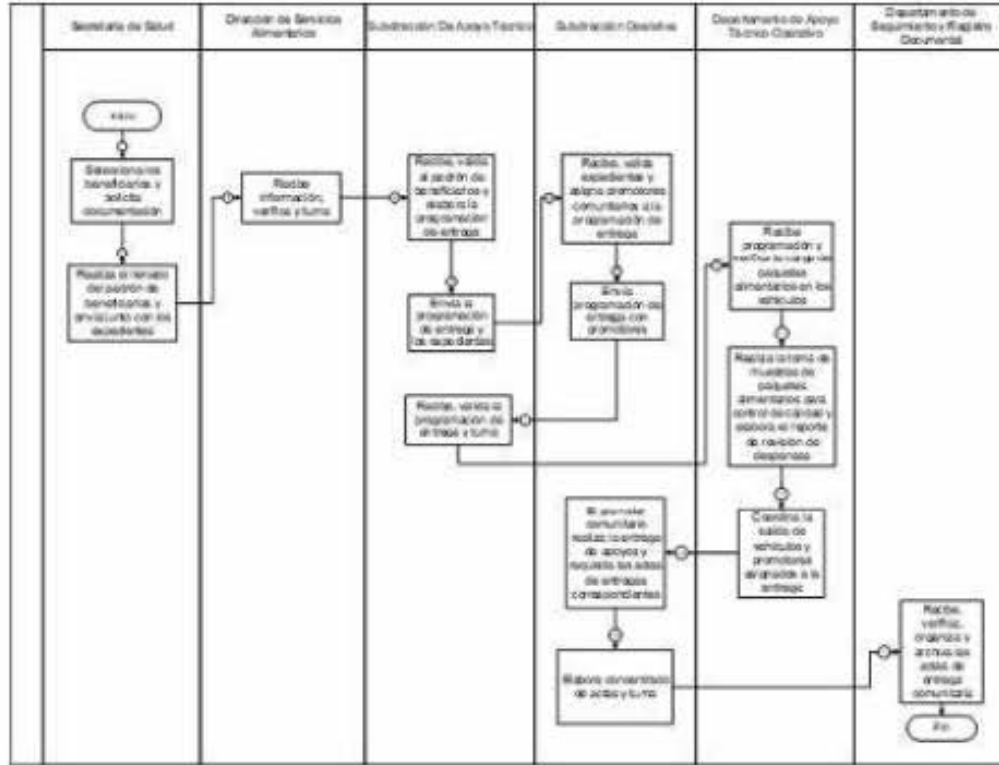 Secretaría de Salud
Dirección de Servicios
Alimentarios
Subdirección De Apoyo Técnico
Subdirección Operativa
Departamento de Apoyo
Técnico Operativo
Departamento de
Seguimiento y Registro
Documental
Inicio
Selecciona los
beneficiarios y
solicita
documentación
Realiza el llenado
del padrón de
beneficiarios y
envía junto con los
expedientes
Recibe
información,
verifica y turna
Recibe, valida
el padrón de
beneficiarios y
elabora la
programación
de entrega
Envía la
programación
de entrega y
los expedientes
Recibe, valida
expedientes y
asigna promotores
comunitarios a la
programación de
entrega
Envía
programación de
entrega con
promotores
Recibe, valida la
programación de
entrega y turna
Recibe
programación y
verifica la carga de
paquetes
alimentarios en los
vehículos
Realiza la toma de
muestras de
paquetes
alimentarios para
control de calidad y
elabora el reporte
de revisión de
despensas
Coordina la
salida de
vehículos y
promotores
asignados a la
entrega
El promotor
comunitario
realiza la entrega
de apoyos y
requisita las actas
de entregas
correspondientes
Elabora concentrado
de actas y turna
Recibe,
verifica,
organiza y
archiva las
actas de
entrega
comunitaria
Fin